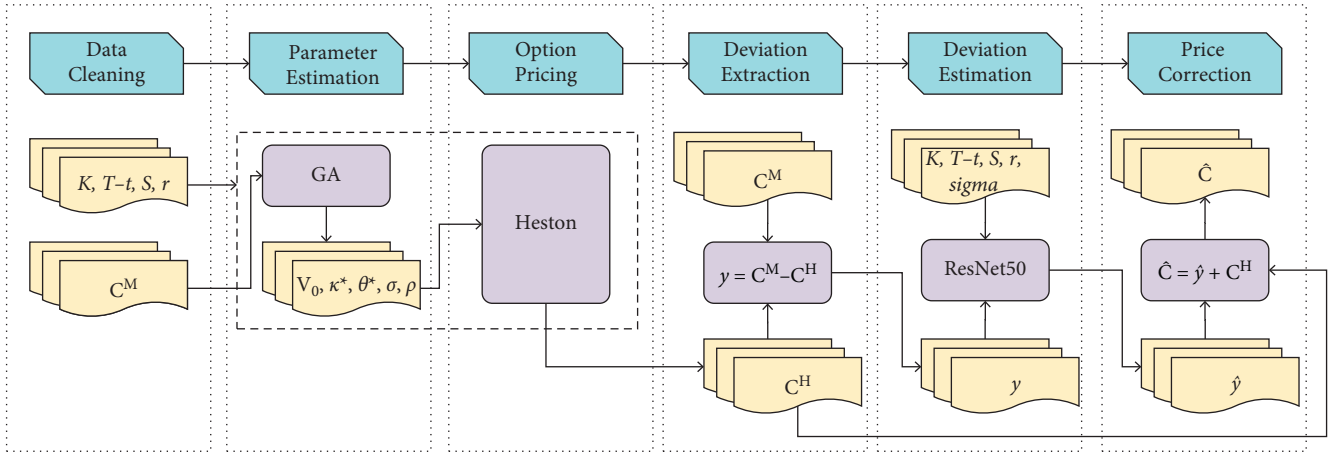 Data
Cleaning
Parameter
Estimation
Option
Pricing
Deviation
Extraction
Deviation
Estimation
Price
Correction
K, T–t, S, r
C^M
GA
V_0, κ*, θ*, σ, ρ
Heston
C^M
y = C^M–C^H
C^H
K, T–t, S, r,
sigma
ResNet50
y
Ĉ
Ĉ = ŷ + C^H
ŷ